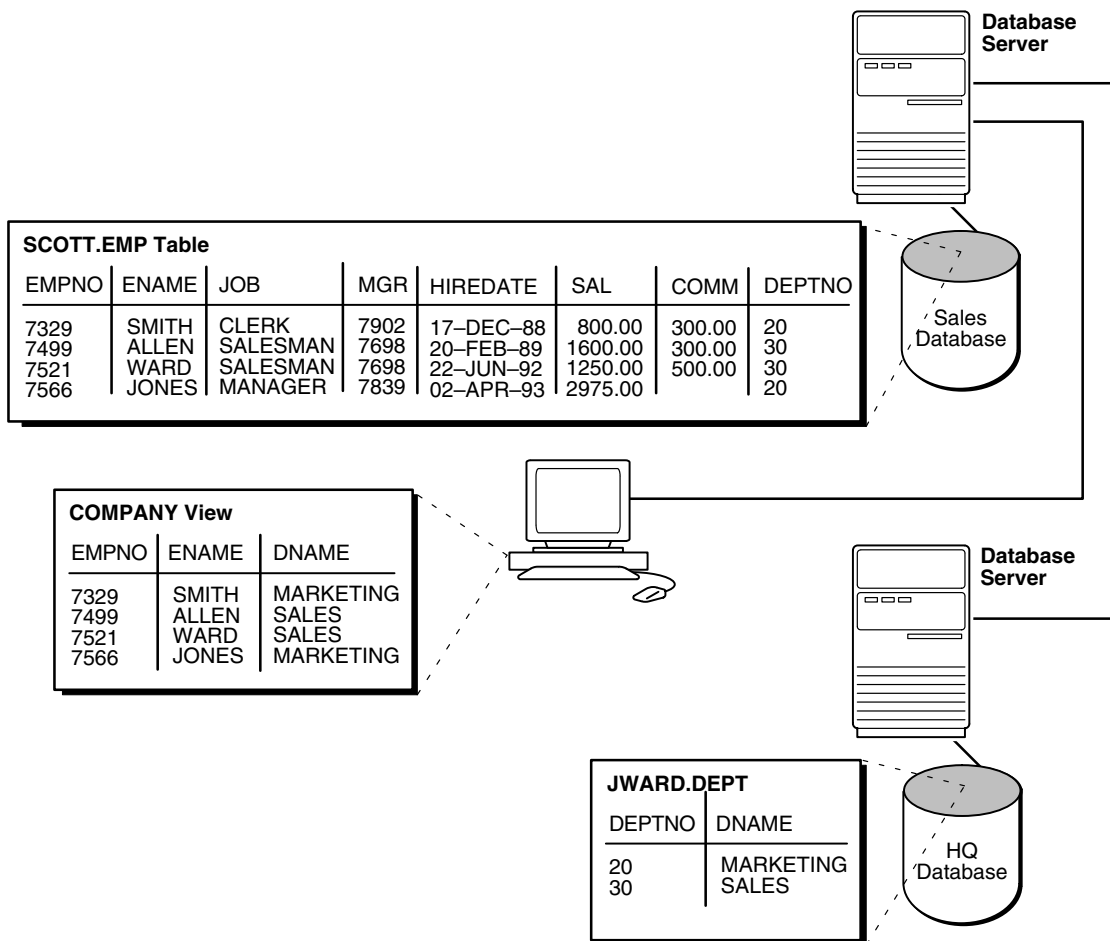 Database
Server
SCOTT.EMP Table
EMPNO ENAME JOB MGR HIREDATE SAL COMM DEPTNO
7329 SMITH CLERK 7902 17–DEC–88 800.00 300.00 20
7499 ALLEN SALESMAN 7698 20–FEB–89 1600.00 300.00 30
7521 WARD SALESMAN 7698 22–JUN–92 1250.00 500.00 30
7566 JONES MANAGER 7839 02–APR–93 2975.00 20
Sales
Database
COMPANY View
EMPNO ENAME DNAME
7329 SMITH MARKETING
7499 ALLEN SALES
7521 WARD SALES
7566 JONES MARKETING
Database
Server
JWARD.DEPT
DEPTNO DNAME
20 MARKETING
30 SALES
HQ
Database